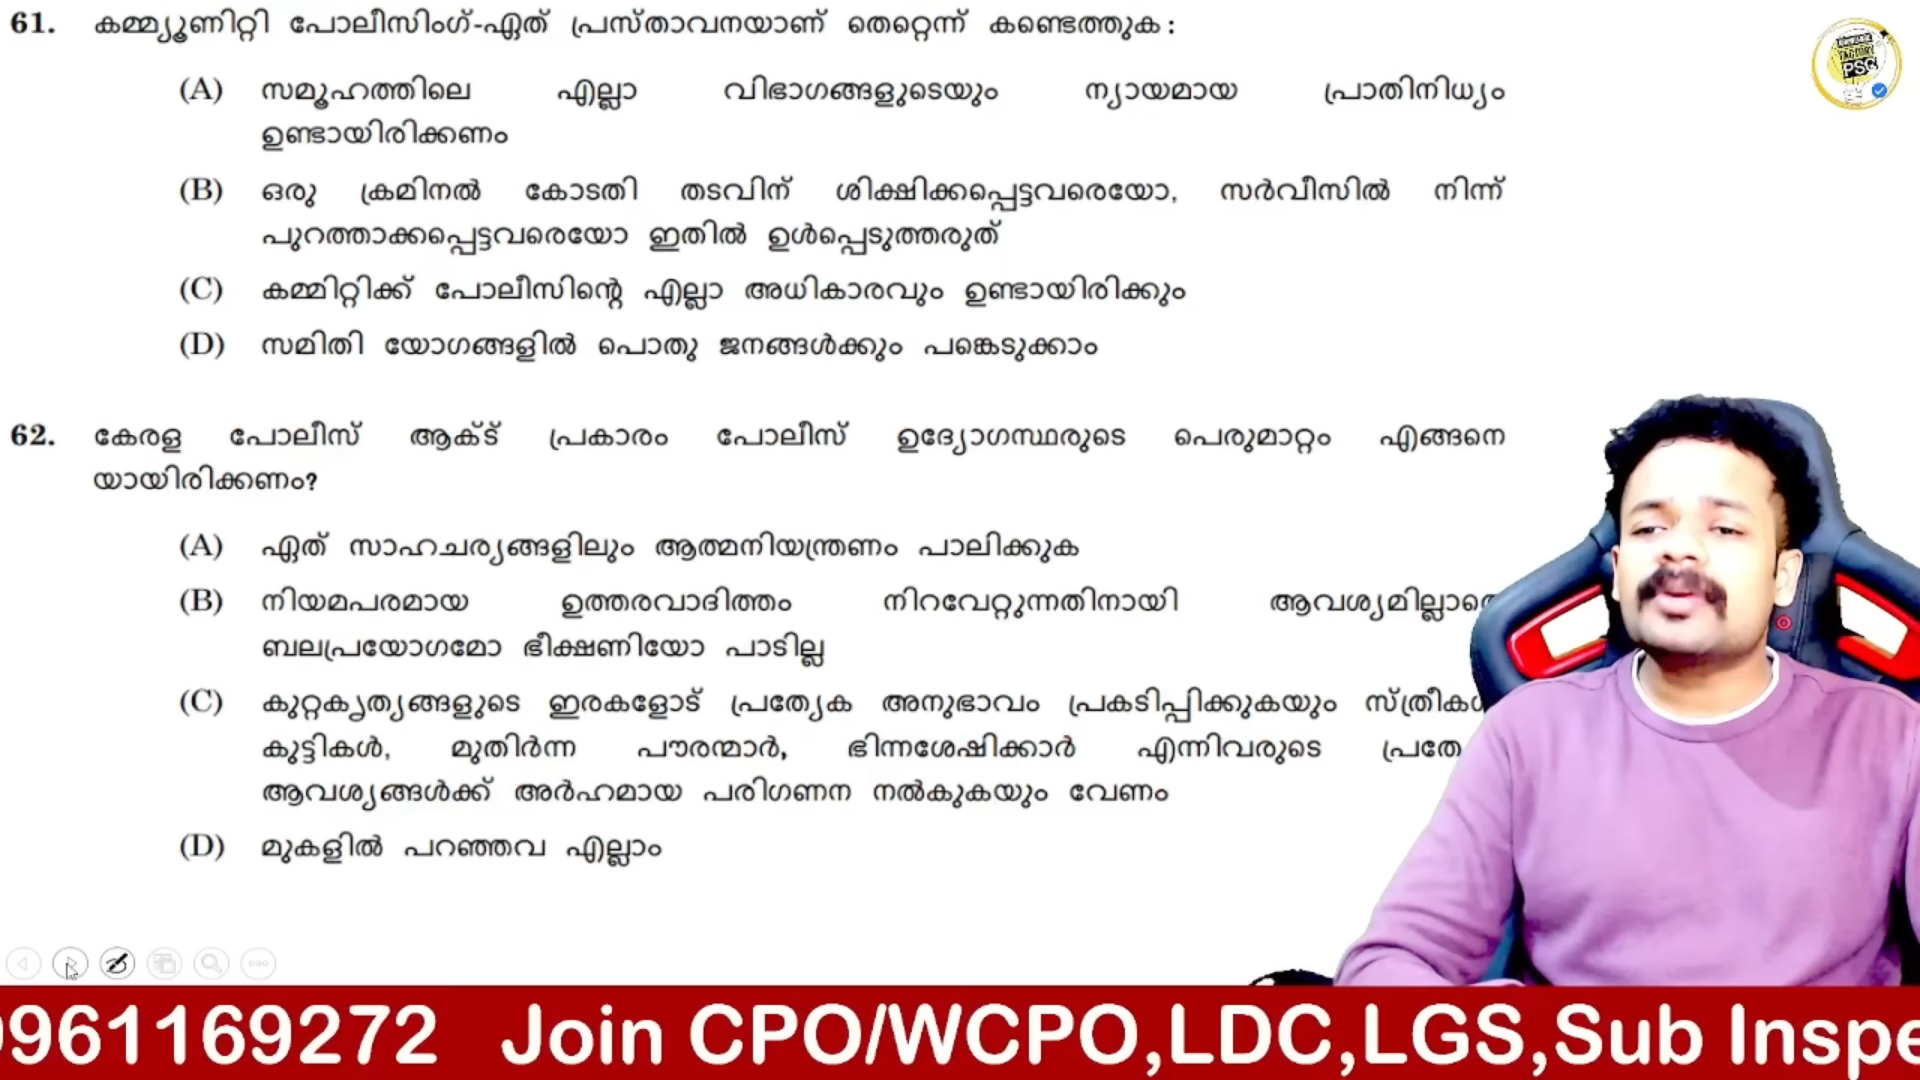 61. കമ്മ്യൂണിറ്റി പോലീസിംഗ്-ഏത് പ്രസ്താവനയാണ് തെറ്റെന്ന് കണ്ടെത്തുക :
(A) സമൂഹത്തിലെ എല്ലാ വിഭാഗങ്ങളുടെയും ന്യായമായ പ്രാതിനിധ്യം
ഉണ്ടായിരിക്കണം
(B) ഒരു ക്രമിനൽ കോടതി തടവിന് ശിക്ഷിക്കപ്പെട്ടവരെയോ, സർവീസിൽ നിന്ന്
പുറത്താക്കപ്പെട്ടവരെയോ ഇതിൽ ഉൾപ്പെടുത്തരുത്
(C) കമ്മിറ്റിക്ക് പോലീസിന്റെ എല്ലാ അധികാരവും ഉണ്ടായിരിക്കും
(D) സമിതി യോഗങ്ങളിൽ പൊതു ജനങ്ങൾക്കും പങ്കെടുക്കാം
62. കേരള പോലീസ് ആക്ട് പ്രകാരം പോലീസ് ഉദ്യോഗസ്ഥരുടെ പെരുമാറ്റം എങ്ങനെ
യായിരിക്കണം?
(A) ഏത് സാഹചര്യങ്ങളിലും ആത്മനിയന്ത്രണം പാലിക്കുക
(B) നിയമപരമായ ഉത്തരവാദിത്തം നിറവേറ്റുന്നതിനായി
ബലപ്രയോഗമോ ഭീക്ഷണിയോ പാടില്ല
(C) കുറ്റകൃത്യങ്ങളുടെ ഇരകളോട് പ്രത്യേക അനുഭാവം പ്രകടിപ്പിക്കുകയും
കുട്ടികൾ, മുതിർന്ന പൗരന്മാർ, ഭിന്നശേഷിക്കാർ എന്നിവരുടെ
ആവശ്യങ്ങൾക്ക് അർഹമായ പരിഗണന നൽകുകയും വേണം
(D) മുകളിൽ പറഞ്ഞവ എല്ലാം
PSC
9961169272 Join CPO/WCPO,LDC,LGS,Sub Inspe